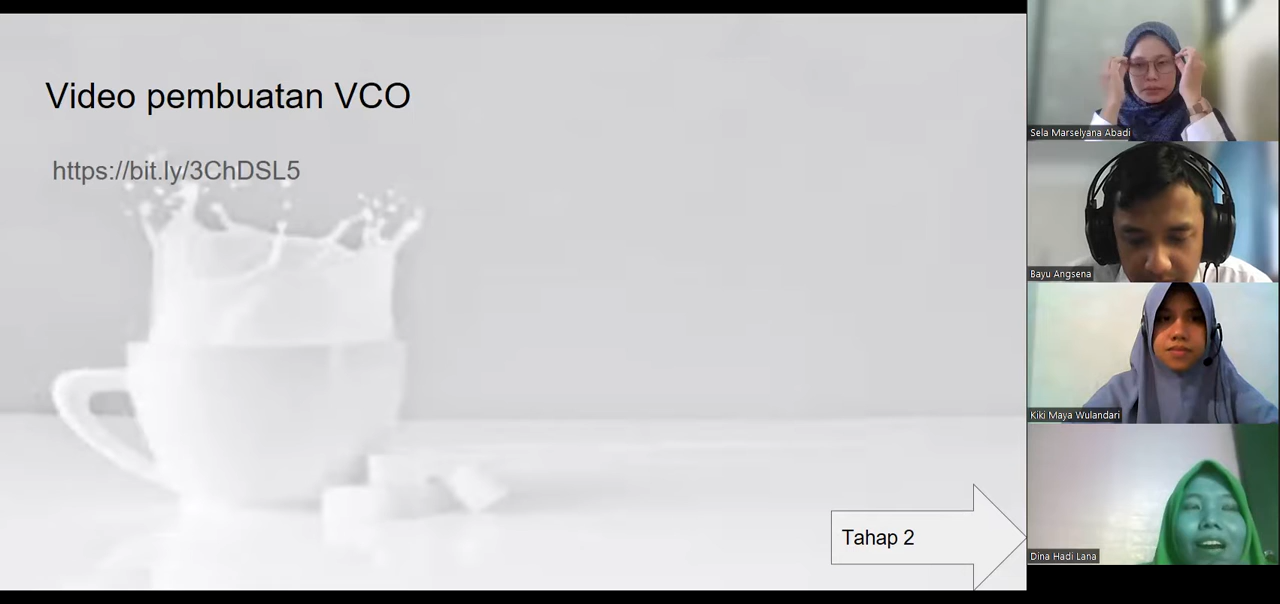 Video pembuatan VCO
https://bit.ly/3ChDSL5
Tahap 2
Sela Marselyana Abadi
Bayu Angsena
Kiki Maya Wulandari
Dina Hadi Lana